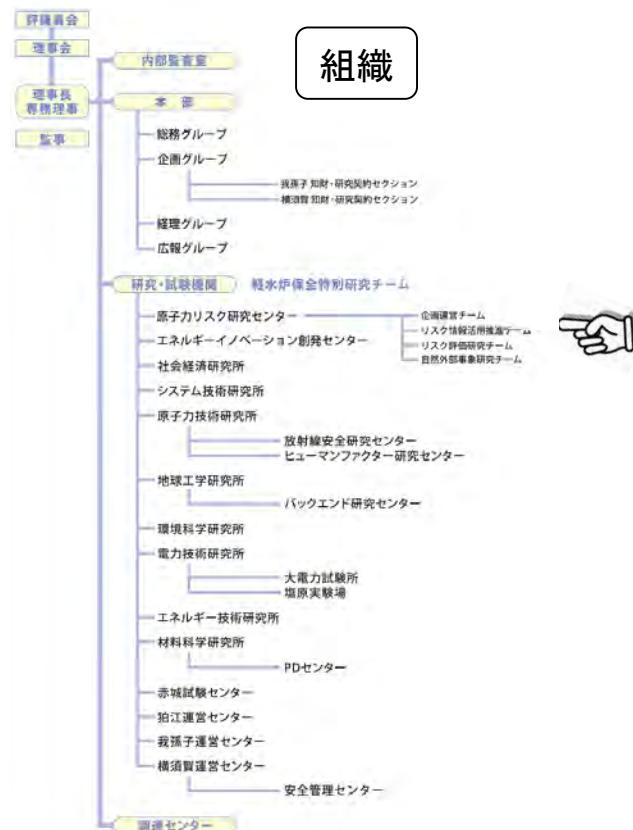 評議員会
組織
理事会
内部監査室
理事長
専務理事
本 部
監事
総務グループ
企画グループ
我孫子 知財・研究契約セクション
横須賀 知財・研究契約セクション
経理グループ
広報グループ
研究・試験機関 軽水炉保全特別研究チーム
原子力リスク研究センター
企画運営チーム
リスク情報活用推進チーム
リスク評価研究チーム
自然外部事象研究チーム
エネルギーイノベーション創発センター
社会経済研究所
システム技術研究所
原子力技術研究所
放射線安全研究センター
ヒューマンファクター研究センター
地球工学研究所
バックエンド研究センター
環境科学研究所
電力技術研究所
大電力試験所
塩原実験場
エネルギー技術研究所
材料科学研究所
PDセンター
赤城試験センター
狛江運営センター
我孫子運営センター
横須賀運営センター
安全管理センター
調達センター